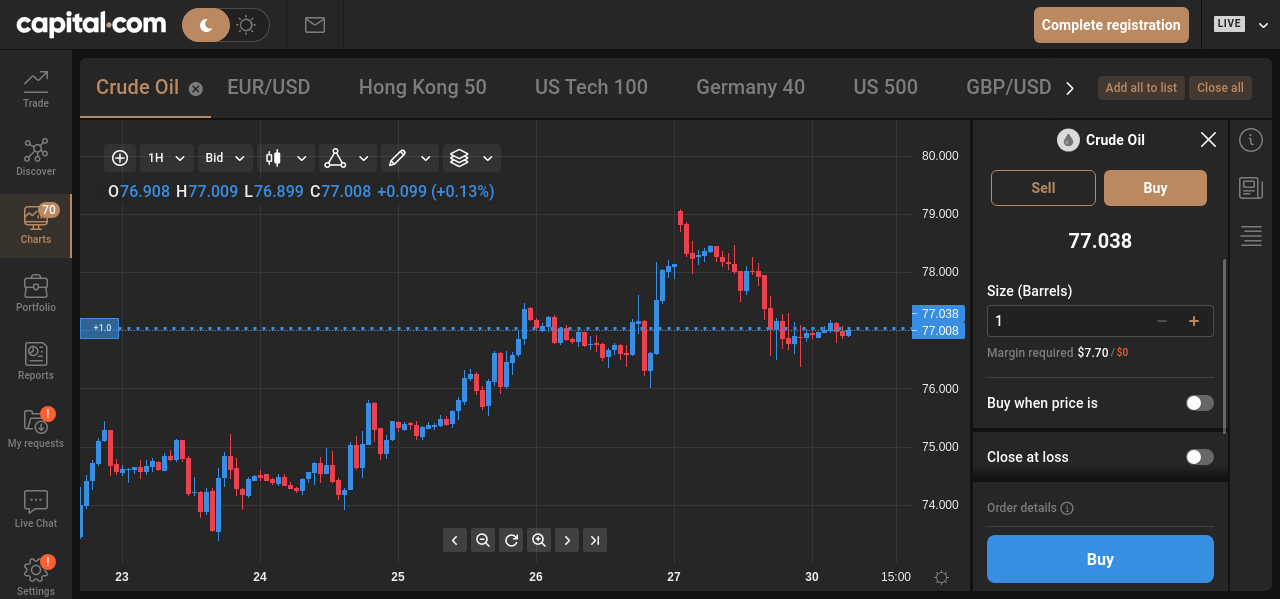 capital.com
Complete registration
LIVE
Trade
Discover
70
Charts
Portfolio
Reports
!
My requests
Live Chat
!
Settings
Crude Oil
EUR/USD
Hong Kong 50
US Tech 100
Germany 40
US 500
GBP/USD
Add all to list
Close all
1H
Bid
O76.908 H77.009 L76.899 C77.008 +0.099 (+0.13%)
+1.0
80.000
79.000
78.000
77.038
77.008
76.000
75.000
74.000
23
24
25
26
27
30
15:00
Crude Oil
Sell
Buy
77.038
Size (Barrels)
1
Margin required $7.70 / $0
Buy when price is
Close at loss
Order details
Buy